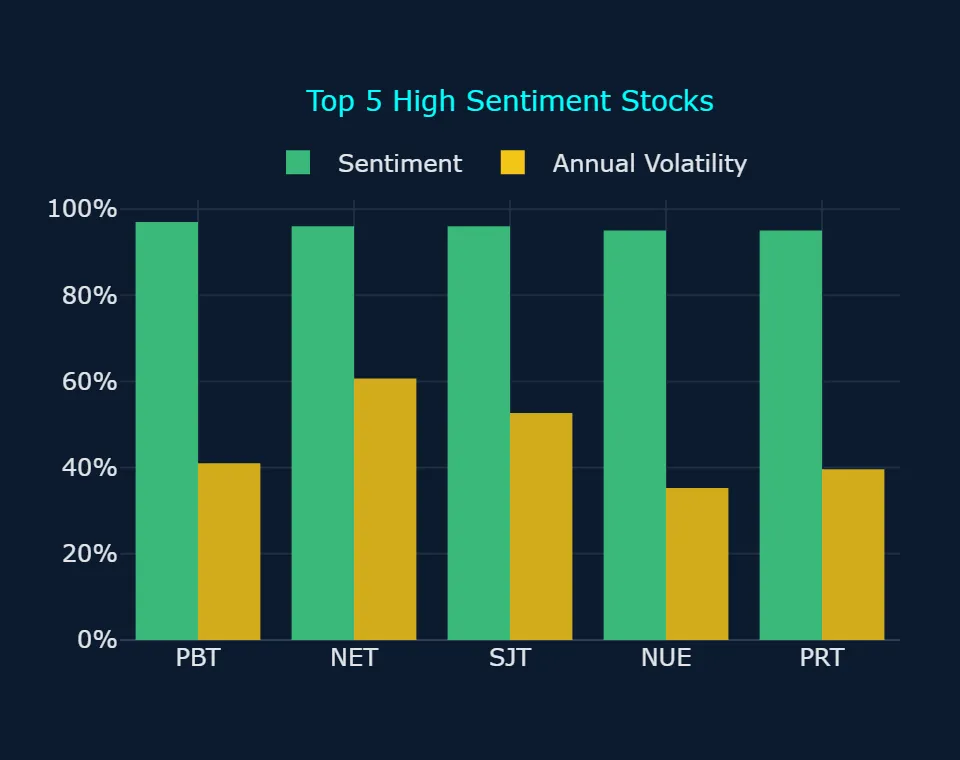 Top 5 High Sentiment Stocks
Sentiment Annual Volatility
100%
80%
60%
40%
20%
0%
PBT NET SJT NUE PRT